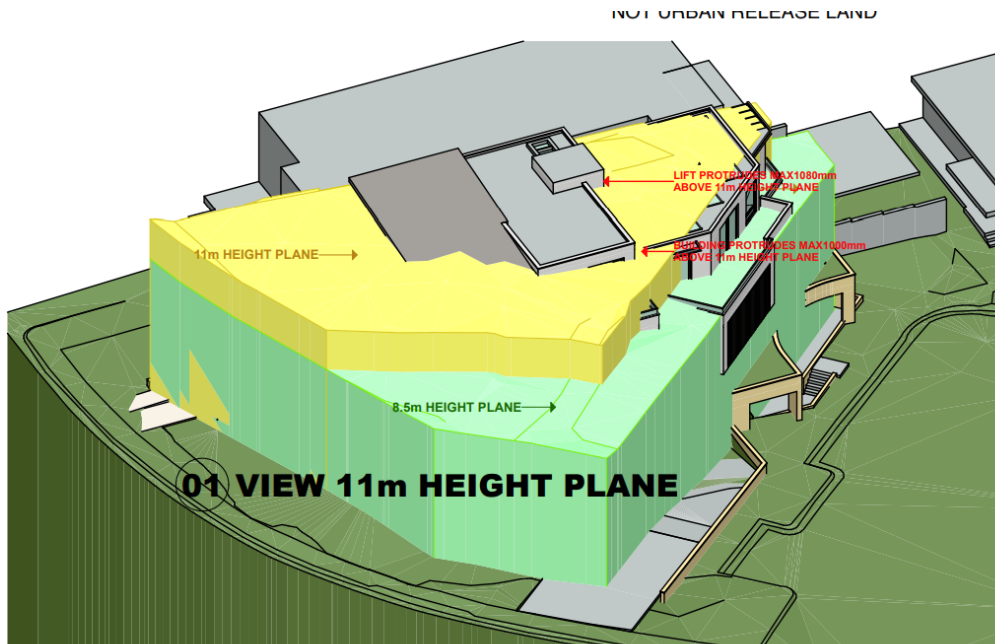 NOT URBAN RELEASE LAND
LIFT PROTRUDES MAX1080mm
ABOVE 11m HEIGHT PLANE
11m HEIGHT PLANE
BUILDING PROTRUDES MAX1000mm
ABOVE 11m HEIGHT PLANE
8.5m HEIGHT PLANE
01 VIEW 11m HEIGHT PLANE